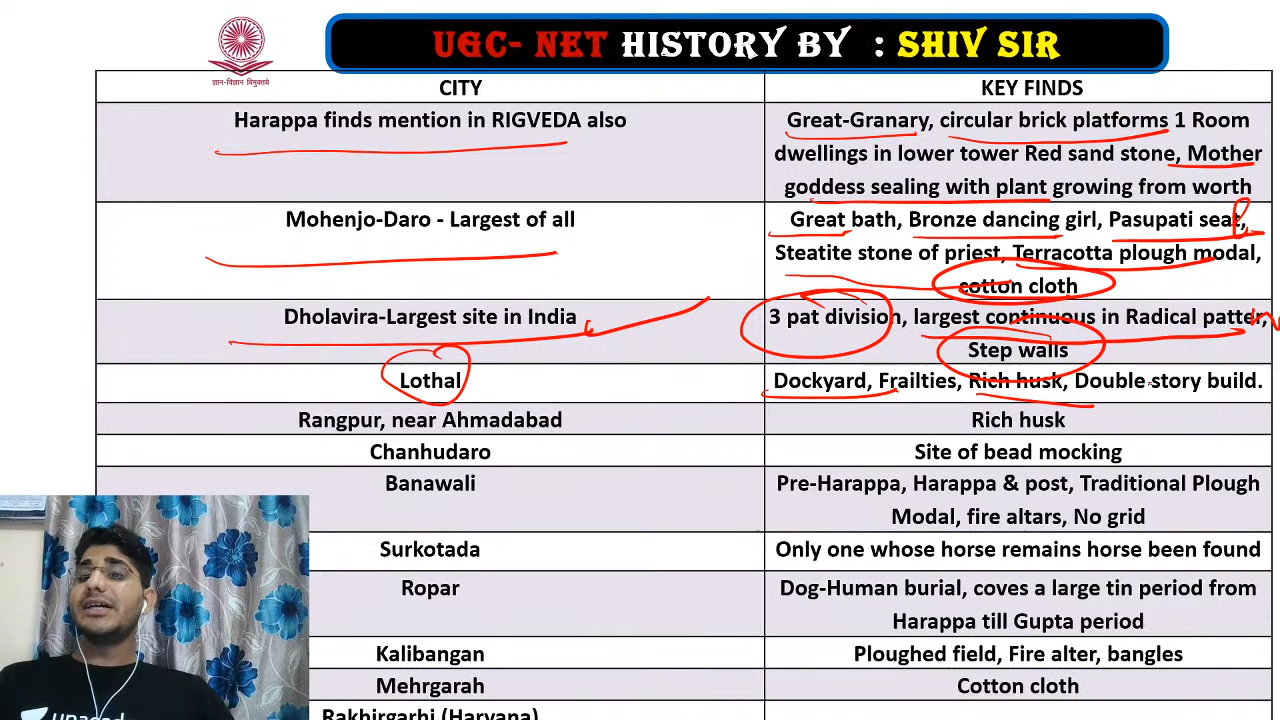 UGC- NET HISTORY BY : SHIV SIR
ज्ञान-विज्ञान विमुक्तये
CITY
KEY FINDS
Harappa finds mention in RIGVEDA also
Great-Granary, circular brick platforms 1 Room
dwellings in lower tower Red sand stone, Mother
goddess sealing with plant growing from worth
Mohenjo-Daro - Largest of all
Great bath, Bronze dancing girl, Pasupati seat,
Steatite stone of priest, Terracotta plough modal,
cotton cloth
Dholavira-Largest site in India
3 pat division, largest continuous in Radical patter,
Step walls
Lothal
Dockyard, Frailties, Rich husk, Double story build.
Rangpur, near Ahmadabad
Rich husk
Chanhudaro
Site of bead mocking
Banawali
Pre-Harappa, Harappa & post, Traditional Plough
Modal, fire altars, No grid
Surkotada
Only one whose horse remains horse been found
Ropar
Dog-Human burial, coves a large tin period from
Harappa till Gupta period
Kalibangan
Ploughed field, Fire alter, bangles
Mehrgarah
Cotton cloth
Rakhirgarhi (Haryana)